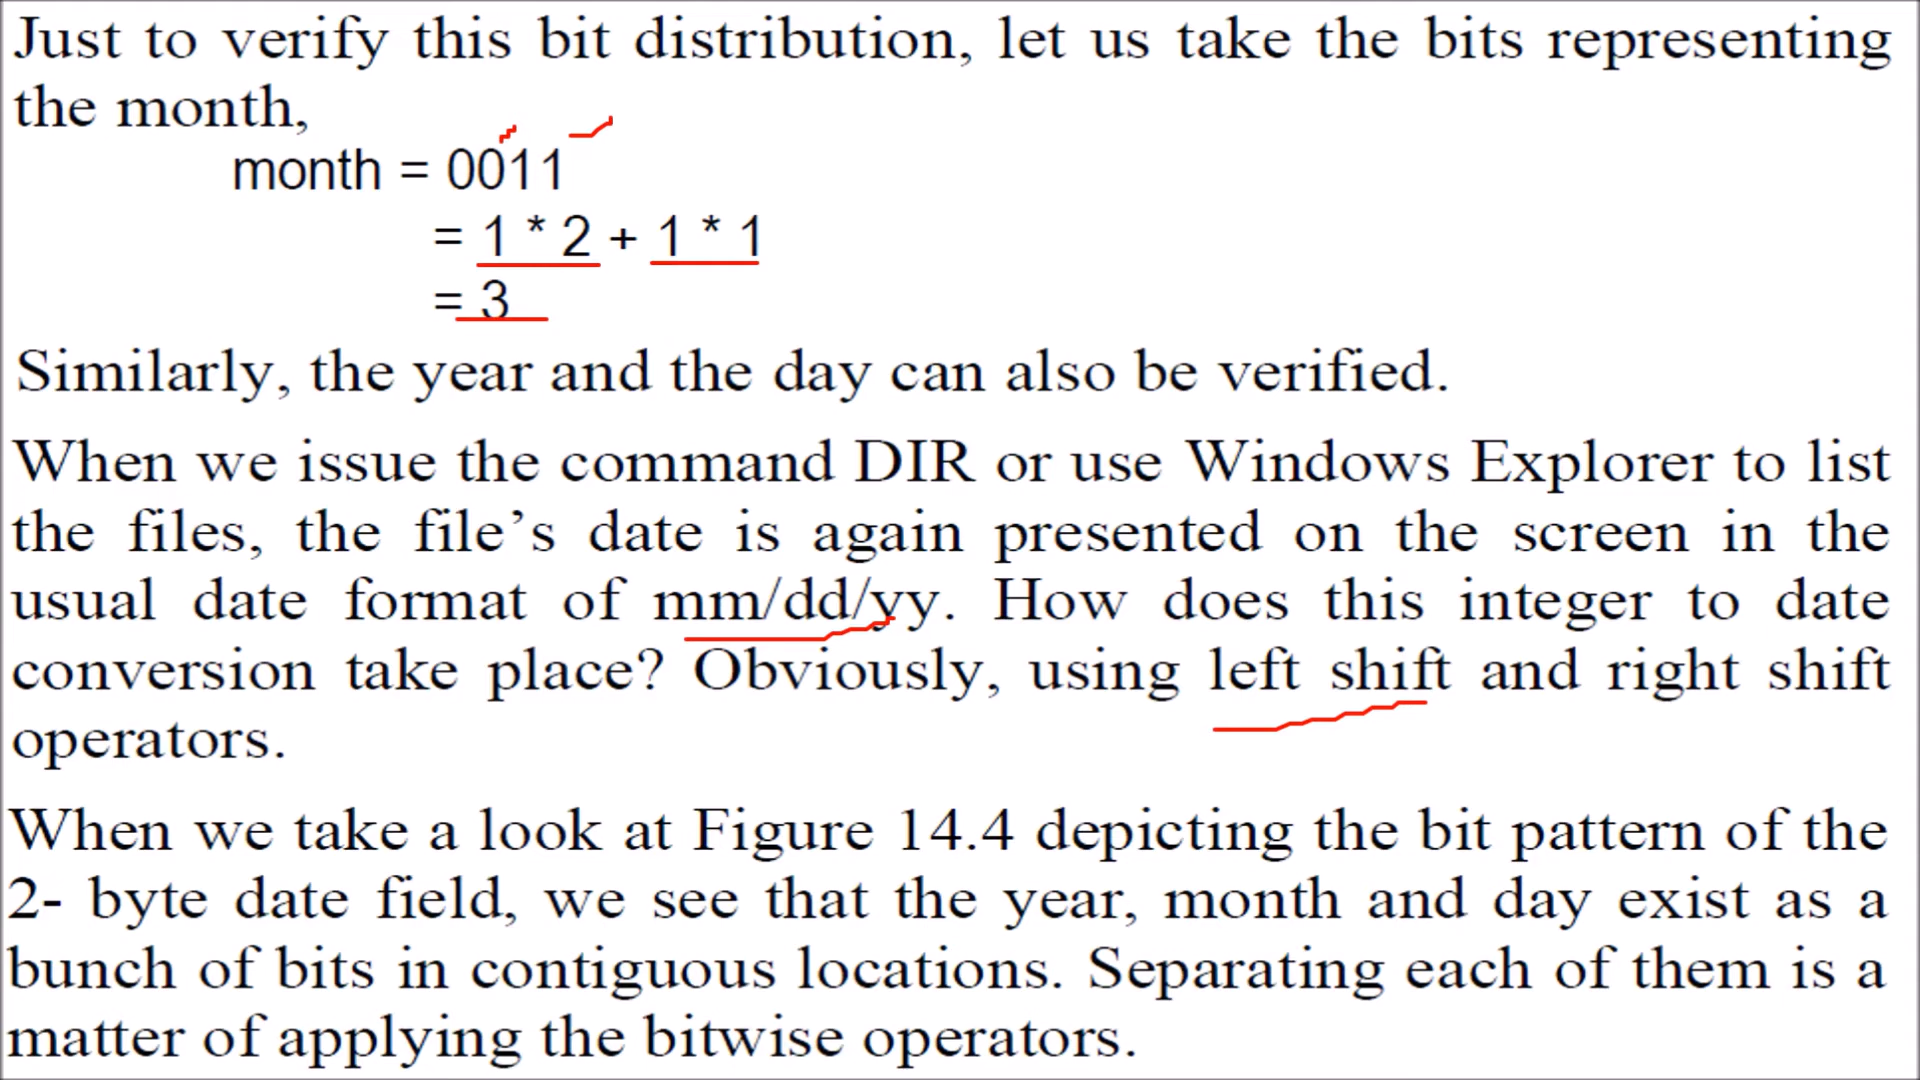 Just to verify this bit distribution, let us take the bits representing
the month,
month = 0011
= 1 * 2 + 1 * 1
= 3
Similarly, the year and the day can also be verified.
When we issue the command DIR or use Windows Explorer to list
the files, the file’s date is again presented on the screen in the
usual date format of mm/dd/yy. How does this integer to date
conversion take place? Obviously, using left shift and right shift
operators.
When we take a look at Figure 14.4 depicting the bit pattern of the
2- byte date field, we see that the year, month and day exist as a
bunch of bits in contiguous locations. Separating each of them is a
matter of applying the bitwise operators.